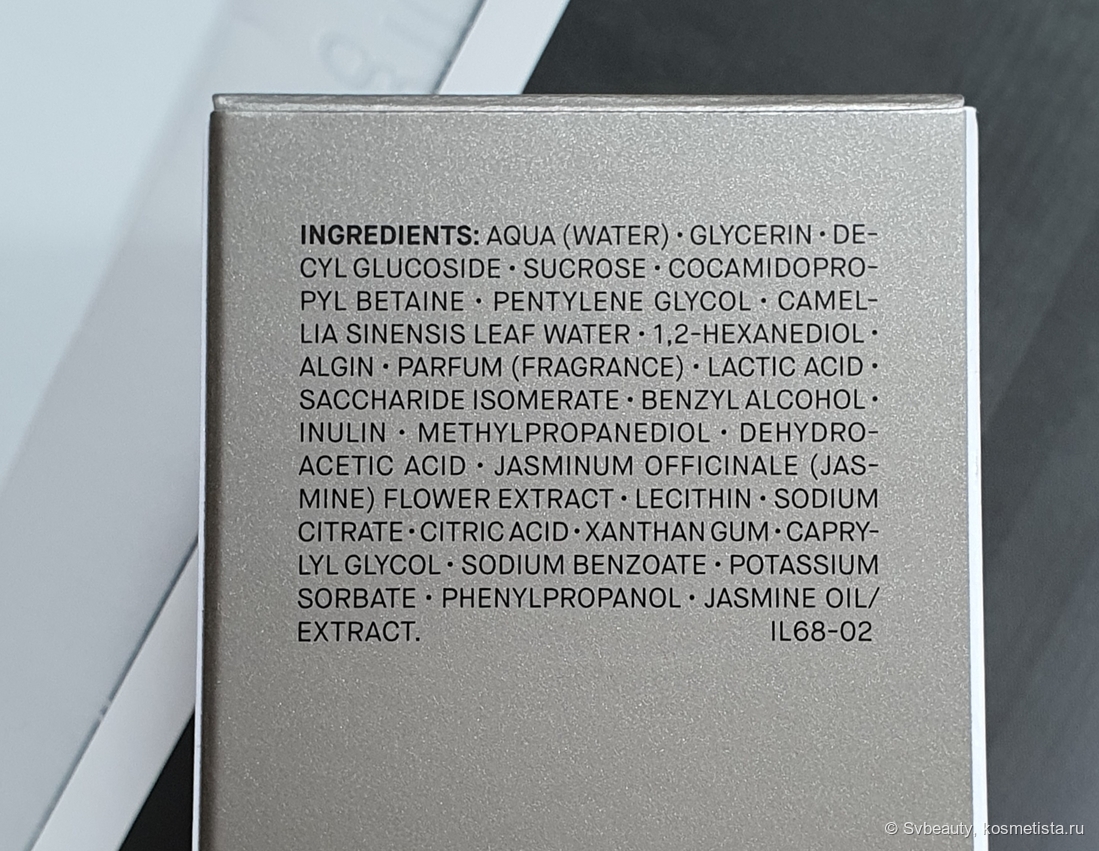 INGREDIENTS: AQUA (WATER) · GLYCERIN · DE-
CYL GLUCOSIDE · SUCROSE · COCAMIDOPRO-
PYL BETAINE · PENTYLENE GLYCOL · CAMEL-
LIA SINENSIS LEAF WATER · 1,2-HEXANEDIOL ·
ALGIN · PARFUM (FRAGRANCE) · LACTIC ACID ·
SACCHARIDE ISOMERATE · BENZYL ALCOHOL ·
INULIN · METHYLPROPANEDIOL · DEHYDRO-
ACETIC ACID · JASMINUM OFFICINALE (JAS-
MINE) FLOWER EXTRACT · LECITHIN · SODIUM
CITRATE · CITRIC ACID · XANTHAN GUM · CAPRY-
LYL GLYCOL · SODIUM BENZOATE · POTASSIUM
SORBATE · PHENYLPROPANOL · JASMINE OIL/
EXTRACT. IL68-02
© Svbeauty, kosmetista.ru